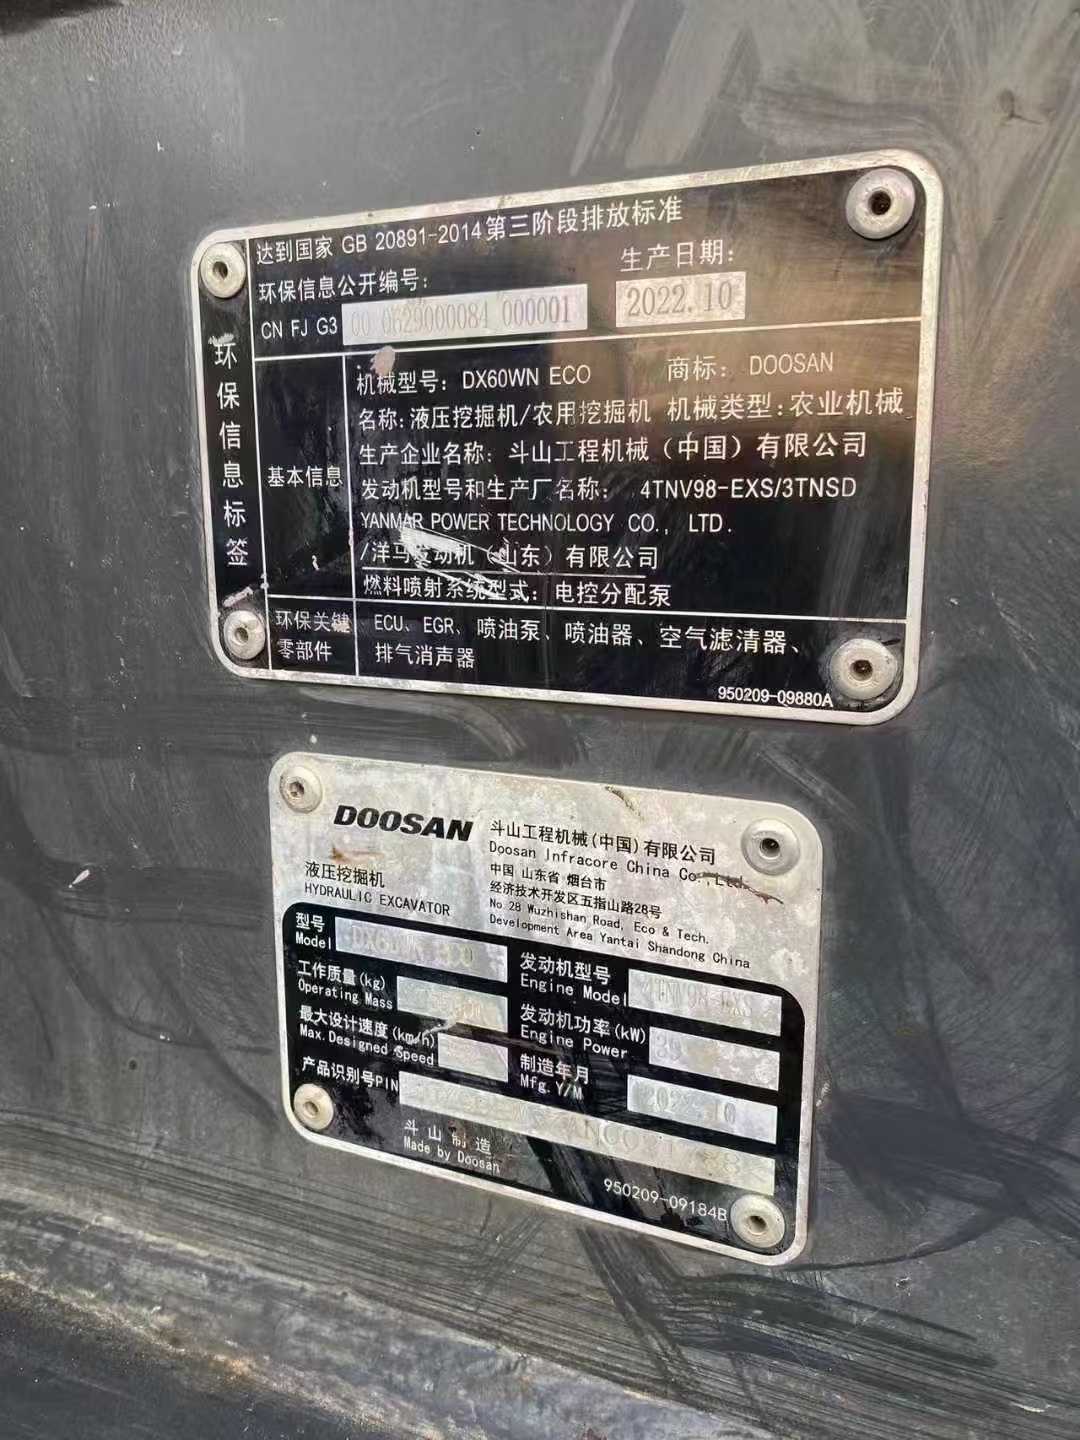 达到国家 GB 20891-2014第三阶段排放标准
环保信息公开编号:
生产日期:
CN FJ G3 000001
2022.10
环保信息标签
基本信息
机械型号: DX60WN ECO 商标: DOOSAN
名称: 液压挖掘机/农用挖掘机 机械类型: 农业机械
生产企业名称: 斗山工程机械 (中国) 有限公司
发动机型号和生产厂名称: 4TNV98-EXS/3TNSD
YANMAR POWER TECHNOLOGY CO., LTD.
/洋马发动机 (山东) 有限公司
燃料喷射系统型式: 电控分配泵
环保关键
零部件
ECU、EGR、喷油泵、喷油器、空气滤清器、
排气消声器
950209-09880A
DOOSAN
液压挖掘机
HYDRAULIC EXCAVATOR
斗山工程机械(中国)有限公司
Doosan Infracore China Co.,Ltd.
中国 山东省 烟台市
经济技术开发区五指山路28号
No.28 Wuzhishan Road, Eco & Tech.
Development Area Yantai Shandong China
型号
Model
工作质量(kg)
Operating Mass
最大设计速度(km/h)
Max.Designed Speed
产品识别号PIN
发动机型号
Engine Model 4TNV98-EXS
发动机功率(kW)
Engine Power
制造年月
Mfg.Y/M 2022.10
斗山制造
Made by Doosan
950209-09184B